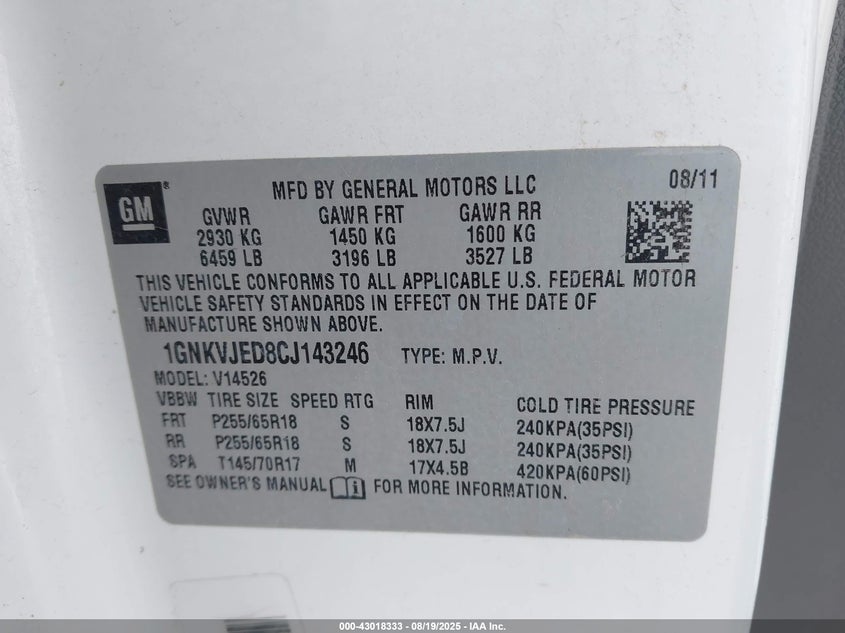 GM ® MFD BY GENERAL MOTORS LLC 08/11
GVWR GAWR FRT GAWR RR
2930 KG 1450 KG 1600 KG
6459 LB 3196 LB 3527 LB
THIS VEHICLE CONFORMS TO ALL APPLICABLE U.S. FEDERAL MOTOR
VEHICLE SAFETY STANDARDS IN EFFECT ON THE DATE OF
MANUFACTURE SHOWN ABOVE.
1GNKVJED8CJ143246 TYPE: M.P.V.
MODEL: V14526
VBBW TIRE SIZE SPEED RTG RIM COLD TIRE PRESSURE
FRT P255/65R18 S 18X7.5J 240KPA(35PSI)
RR P255/65R18 S 18X7.5J 240KPA(35PSI)
SPA T145/70R17 M 17X4.5B 420KPA(60PSI)
SEE OWNER'S MANUAL i FOR MORE INFORMATION.
000-43018333 - 08/19/2025 - IAA Inc.